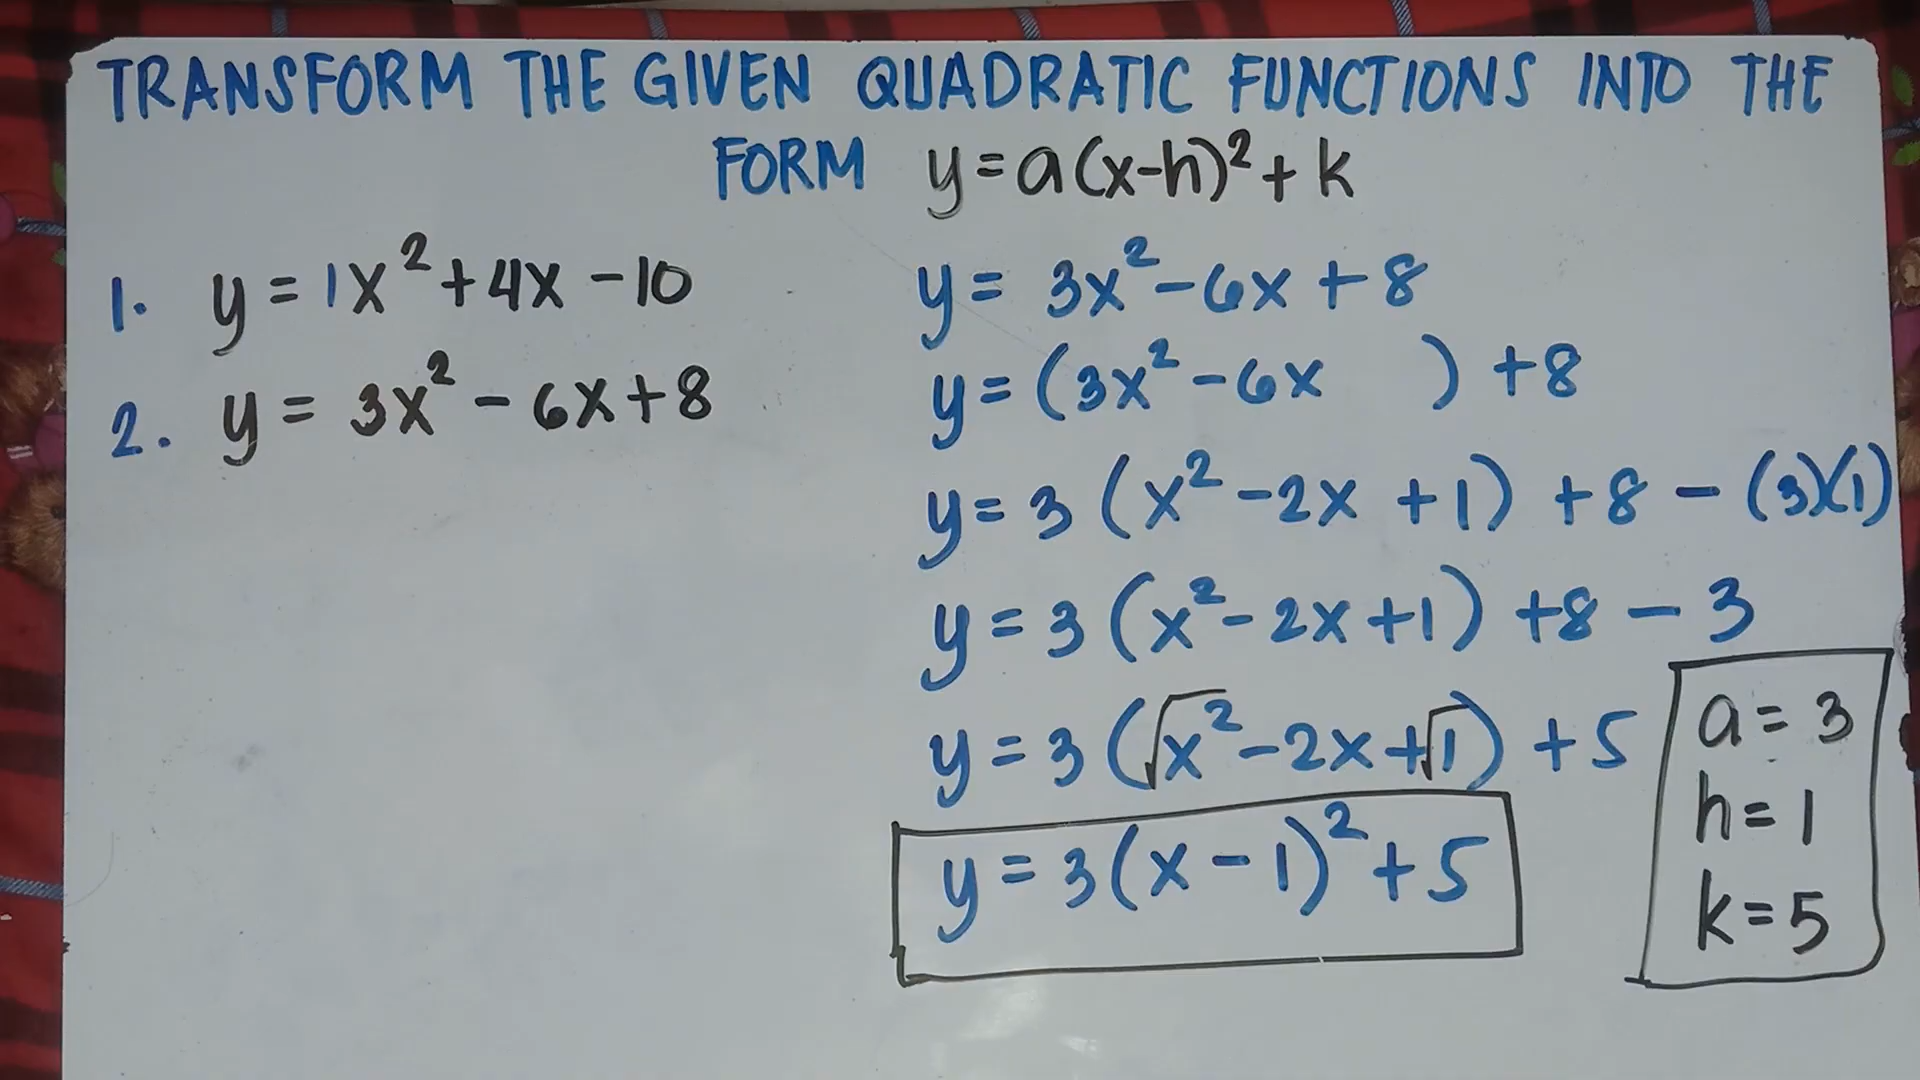 TRANSFORM THE GIVEN QUADRATIC FUNCTIONS INTO THE
FORM y=a(x-h)²+k
1. y=1x²+4x-10
2. y=3x²-6x+8
y=3x²-6x+8
y=(3x²-6x )+8
y=3(x²-2x+1)+8-(3)(1)
y=3(x²-2x+1)+8-3
y=3(√x²-2x+√1)+5
y=3(x-1)²+5
a=3
h=1
k=5